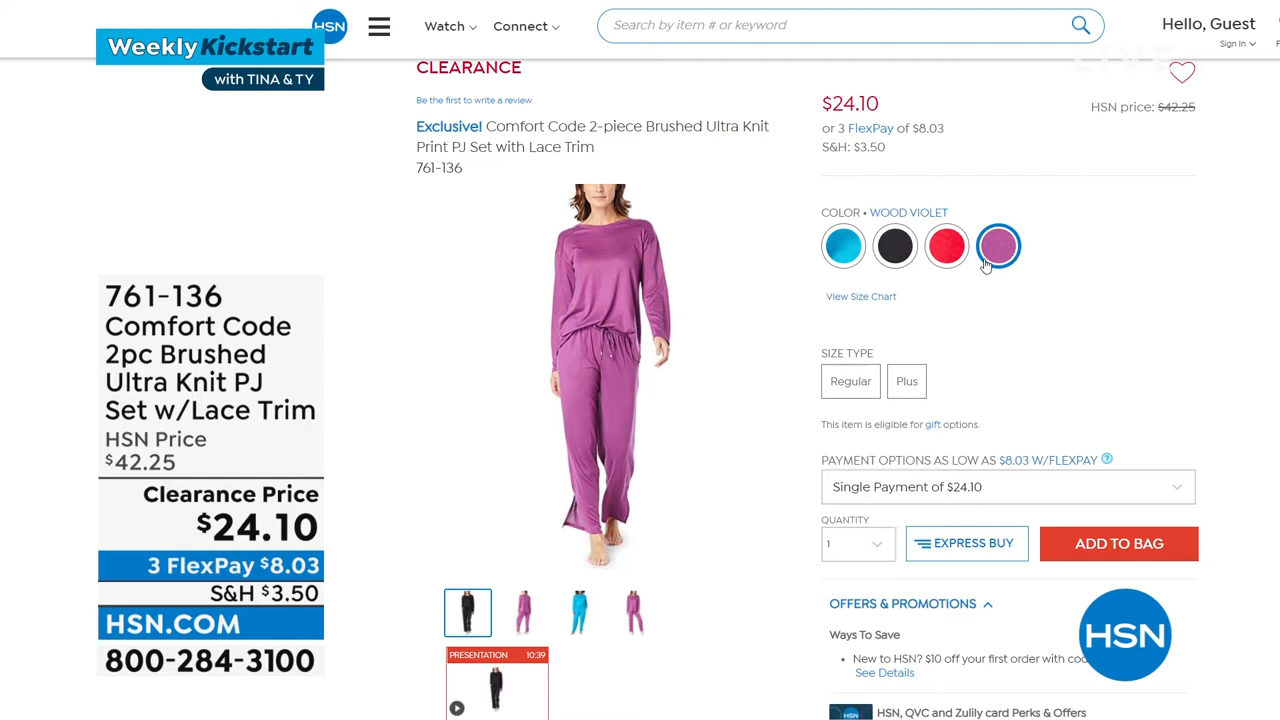 HSN
Watch
Connect
Search by item # or keyword
Hello, Guest
Sign In
Weekly Kickstart
with TINA & TY
LIVE
CLEARANCE
Be the first to write a review
Exclusive! Comfort Code 2-piece Brushed Ultra Knit
Print PJ Set with Lace Trim
761-136
$24.10
HSN price: $42.25
or 3 FlexPay of $8.03
S&H: $3.50
COLOR • WOOD VIOLET
View Size Chart
SIZE TYPE
Regular
Plus
This item is eligible for gift options.
PAYMENT OPTIONS AS LOW AS $8.03 W/FLEXPAY ?
Single Payment of $24.10
QUANTITY
1
EXPRESS BUY
ADD TO BAG
OFFERS & PROMOTIONS
Ways To Save
• New to HSN? $10 off your first order with
See Details
HSN, QVC and Zulily card Perks & Offers
HSN
PRESENTATION 10:39
761-136
Comfort Code
2pc Brushed
Ultra Knit PJ
Set w/Lace Trim
HSN Price
$42.25
Clearance Price
$24.10
3 FlexPay $8.03
S&H $3.50
HSN.COM
800-284-3100